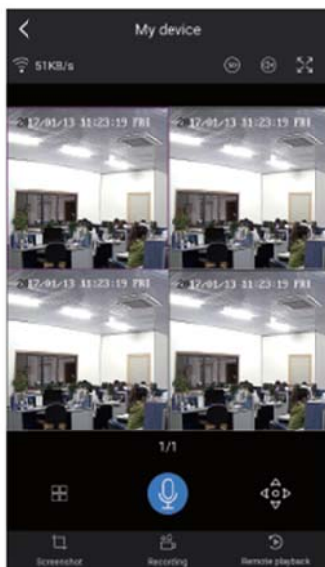 My device
51KB/s
2017/01/13 11:23:19 FRI
2017/01/13 11:23:19 FRI
2017/01/13 11:23:19 FRI
2017/01/13 11:23:19 FRI
1/1
Screenshot
Recording
Remote playback